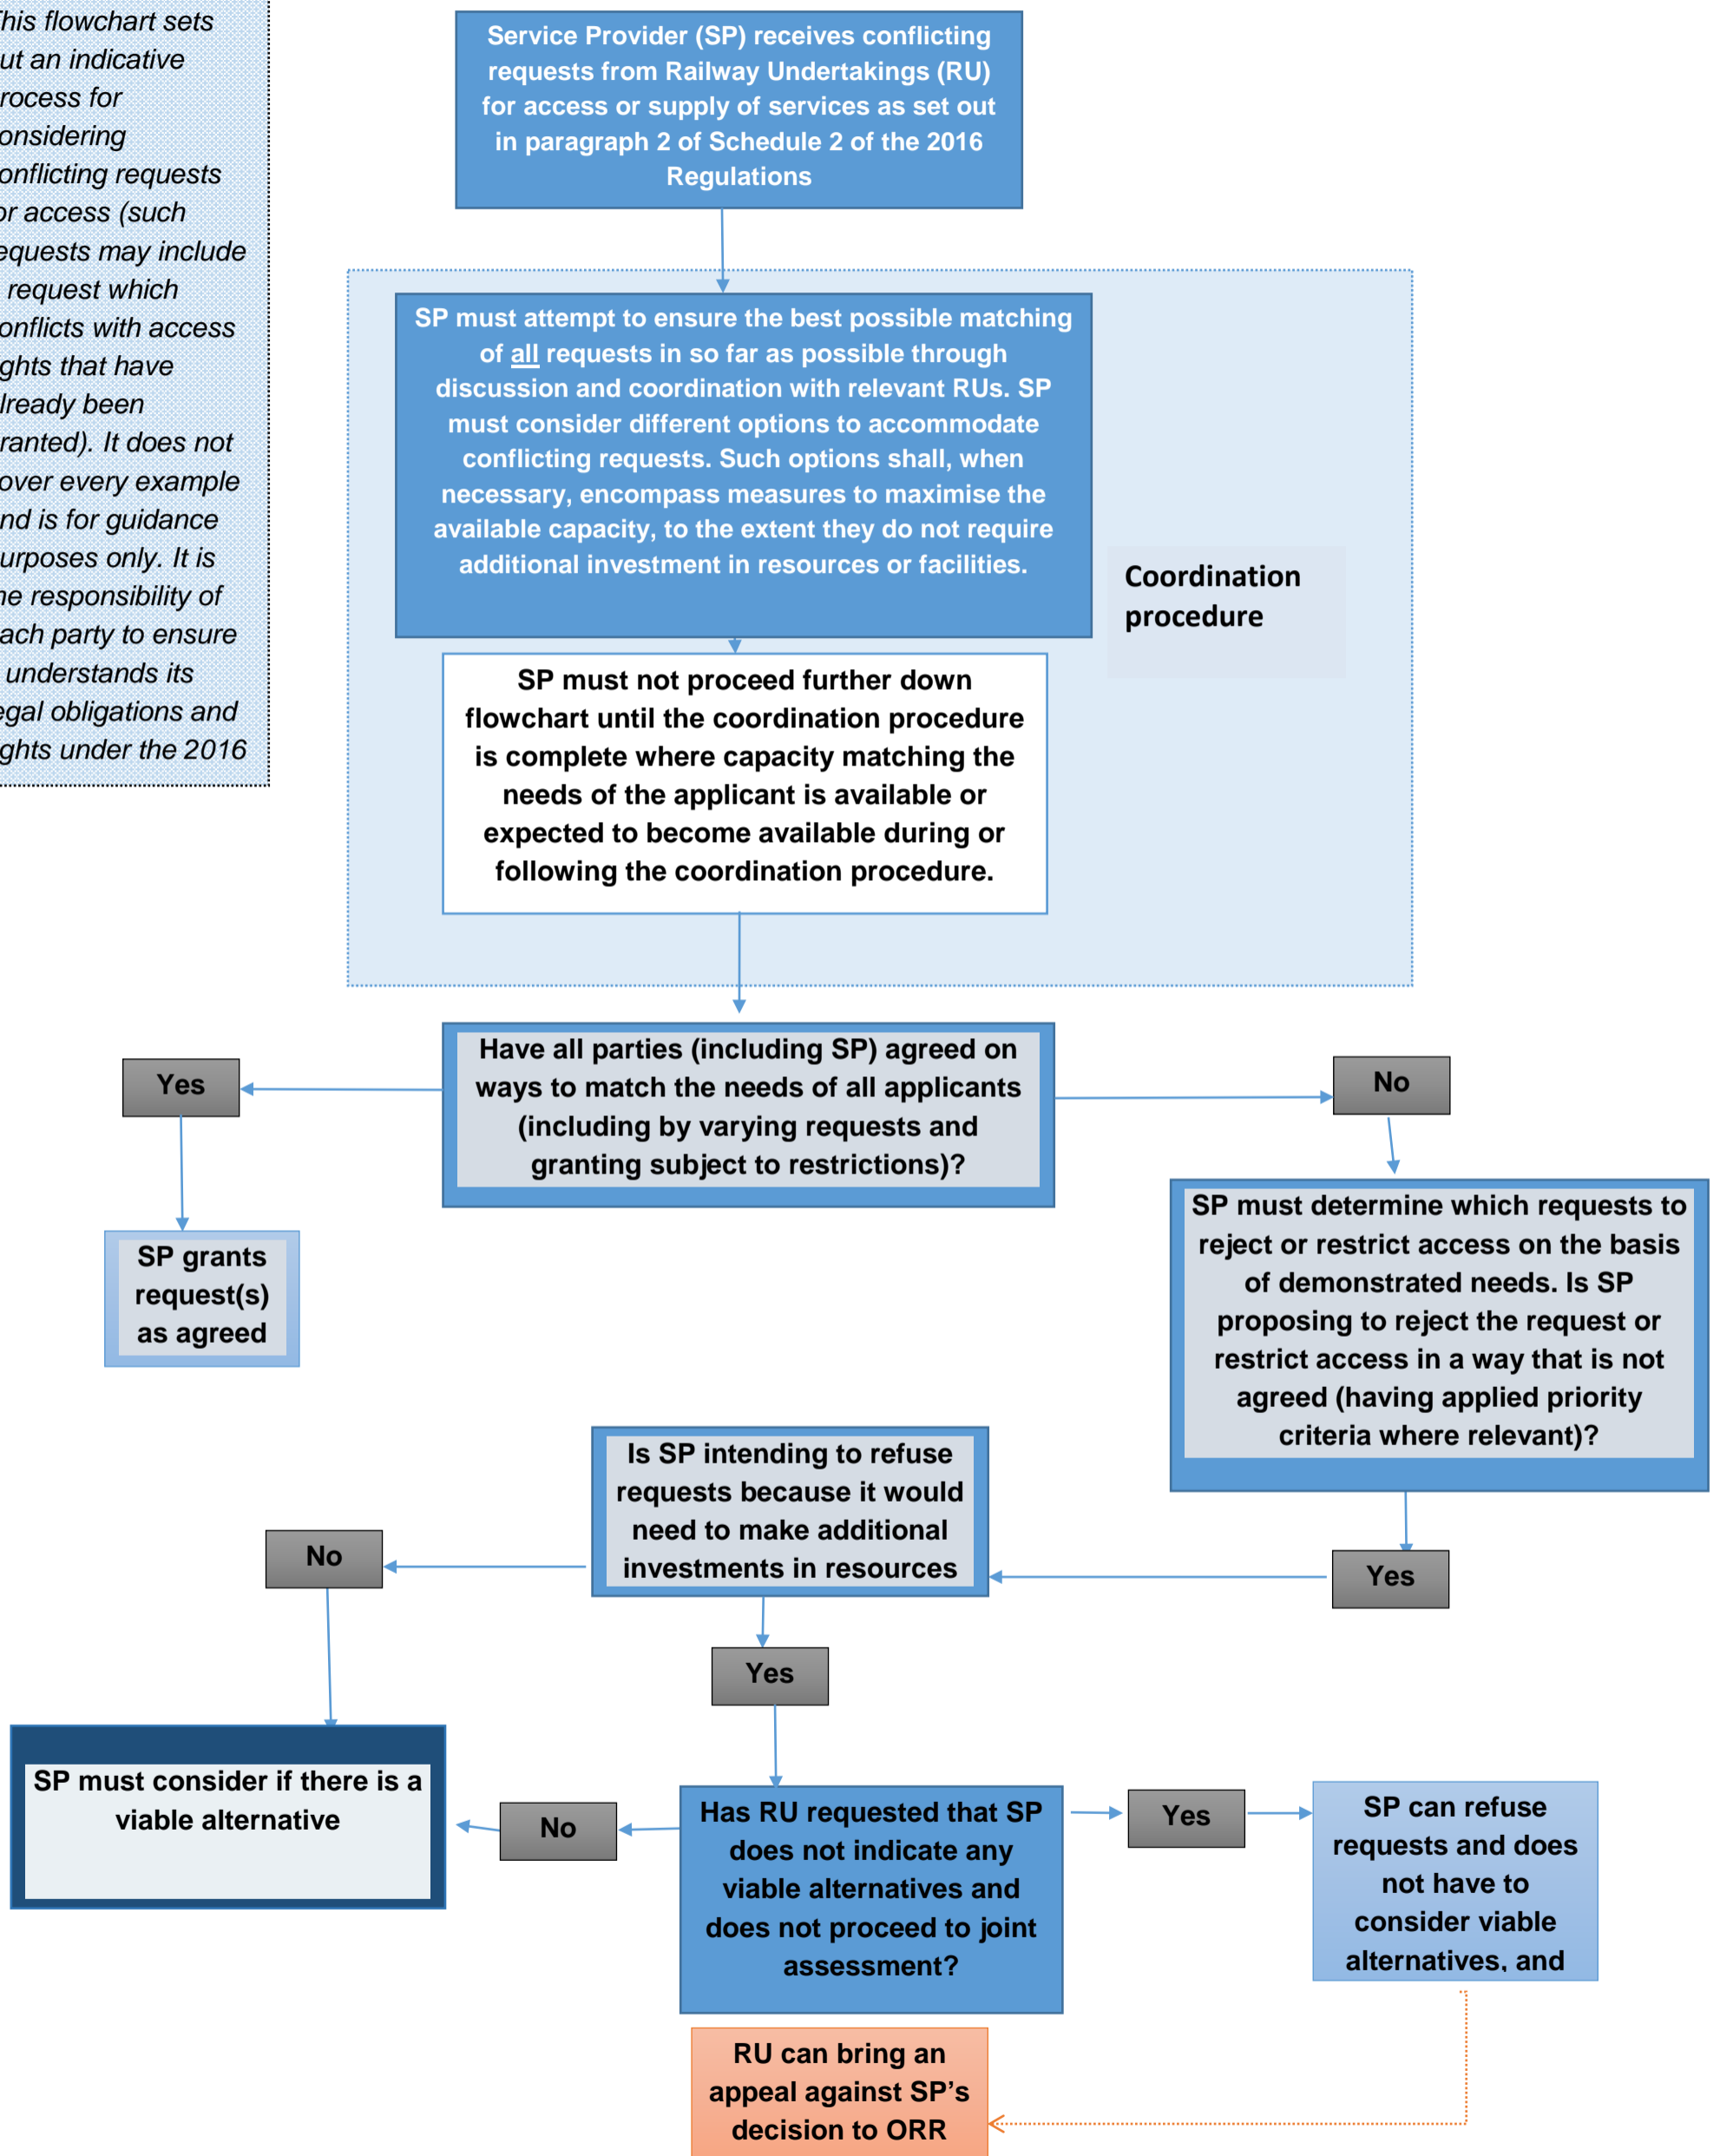 This flowchart sets
ut an indicative
rocess for
onsidering
onflicting requests
or access (such
equests may include
request which
onflicts with access
ghts that have
lready been
ranted). It does not
over every example
nd is for guidance
urposes only. It is
he responsibility of
ach party to ensure
understands its
egal obligations and
ghts under the 2016
Service Provider (SP) receives conflicting
requests from Railway Undertakings (RU)
for access or supply of services as set out
in paragraph 2 of Schedule 2 of the 2016
Regulations
SP must attempt to ensure the best possible matching
of all requests in so far as possible through
discussion and coordination with relevant RUs. SP
must consider different options to accommodate
conflicting requests. Such options shall, when
necessary, encompass measures to maximise the
available capacity, to the extent they do not require
additional investment in resources or facilities.
Coordination
procedure
SP must not proceed further down
flowchart until the coordination procedure
is complete where capacity matching the
needs of the applicant is available or
expected to become available during or
following the coordination procedure.
Have all parties (including SP) agreed on
ways to match the needs of all applicants
(including by varying requests and
granting subject to restrictions)?
Yes
No
SP grants
request(s)
as agreed
SP must determine which requests to
reject or restrict access on the basis
of demonstrated needs. Is SP
proposing to reject the request or
restrict access in a way that is not
agreed (having applied priority
criteria where relevant)?
Yes
Is SP intending to refuse
requests because it would
need to make additional
investments in resources
No
Yes
SP must consider if there is a
viable alternative
No
Has RU requested that SP
does not indicate any
viable alternatives and
does not proceed to joint
assessment?
Yes
SP can refuse
requests and does
not have to
consider viable
alternatives, and
RU can bring an
appeal against SP's
decision to ORR